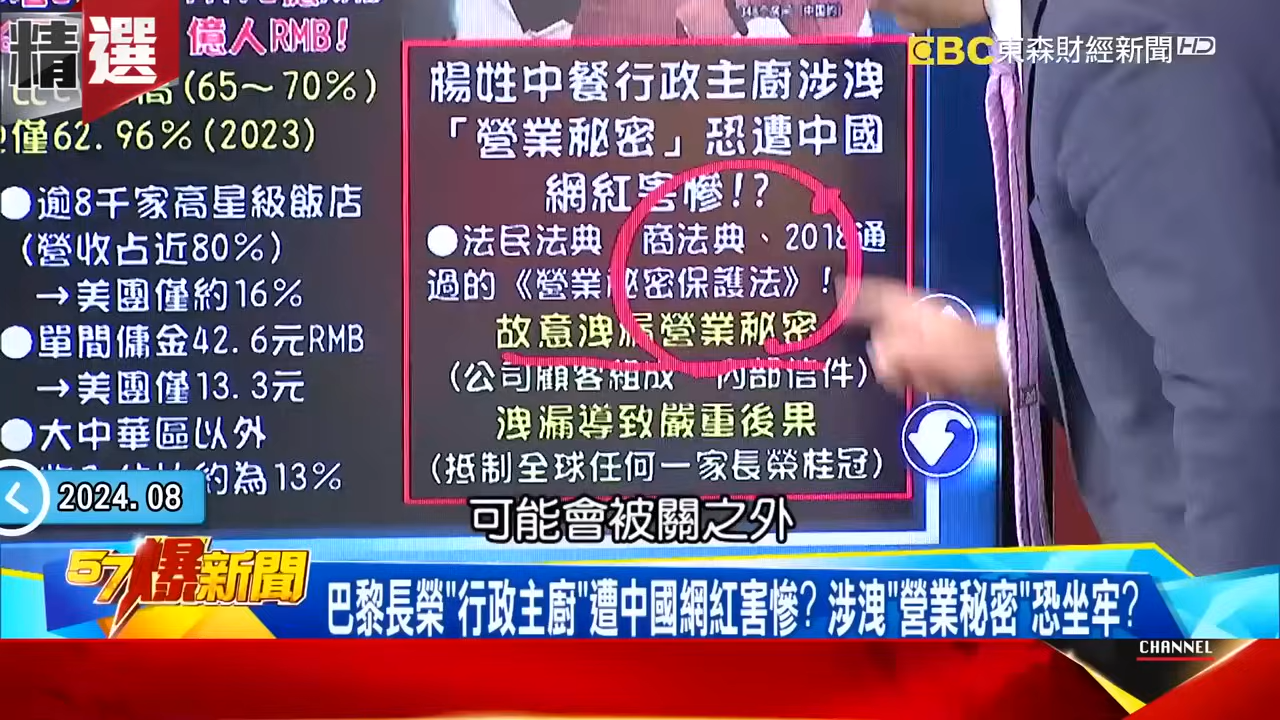 億人RMB!
精選
EBC東森財經新聞HD
(65～70%)
僅62.96%(2023)
●逾8千家高星級飯店
(營收占近80%)
→美團僅約16%
●單間傭金42.6元RMB
→美團僅13.3元
●大中華區以外
約為13%
2024.08
楊姓中餐行政主廚涉洩
「營業秘密」恐遭中國
網紅害慘!?
●法民法典 商法典、2018通
過的《營業秘密保護法》!
故意洩漏營業秘密
(公司顧客組成 內部信件)
洩漏導致嚴重後果
(抵制全球任何一家長榮桂冠)
可能會被關之外
57爆新聞
巴黎長榮"行政主廚"遭中國網紅害慘? 涉洩"營業秘密"恐坐牢?
CHANNEL